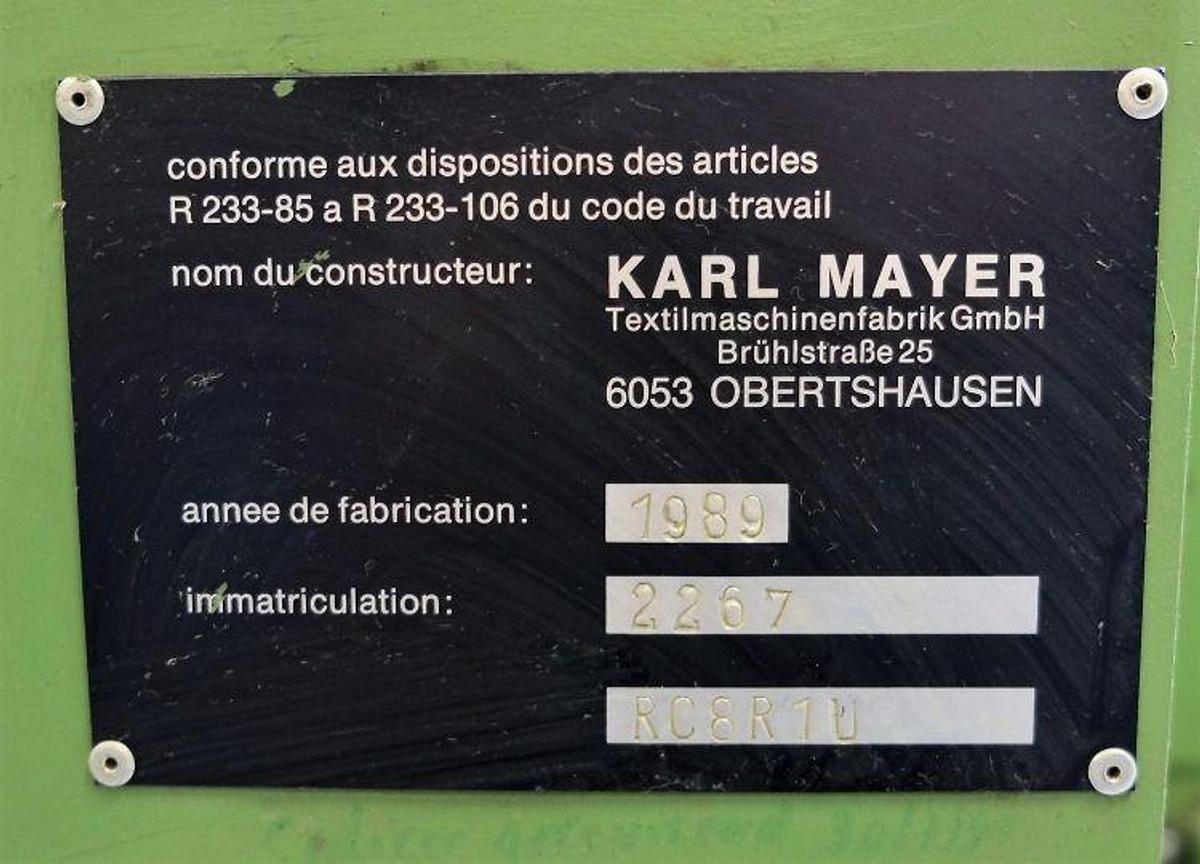 conforme aux dispositions des articles
R 233-85 a R 233-106 du code du travail
nom du constructeur: KARL MAYER
Textilmaschinenfabrik GmbH
Brühlstraße 25
6053 OBERTSHAUSEN
annee de fabrication: 1989
immatriculation: 2267
RC8R1U